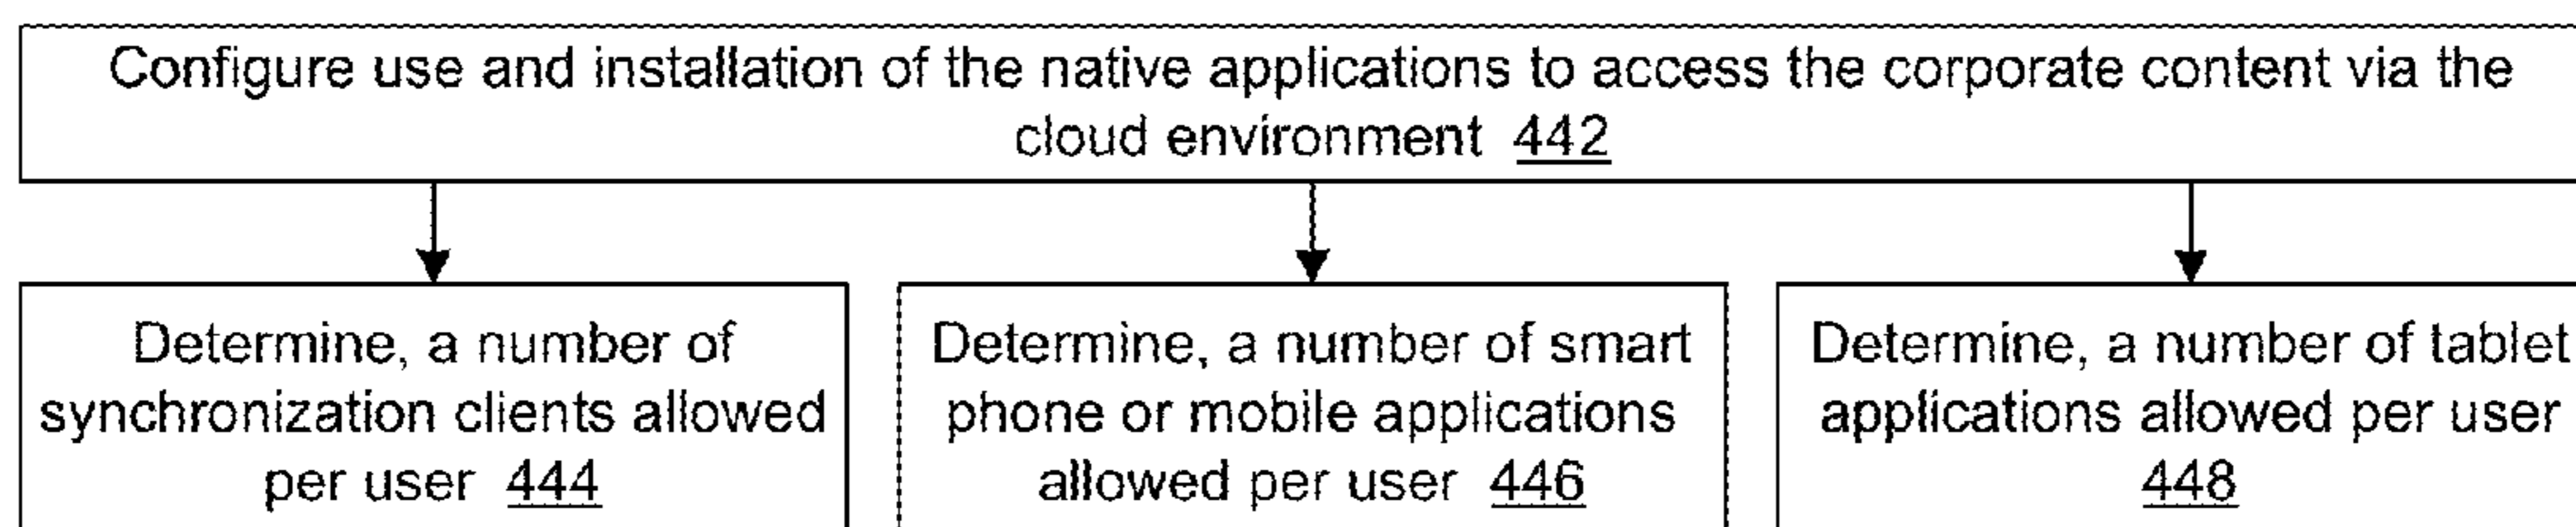 Configure use and installation of the native applications to access the corporate content via the
cloud environment 442
Determine, a number of
synchronization clients allowed
per user 444
Determine, a number of smart
phone or mobile applications
allowed per user 446
Determine, a number of tablet
applications allowed per user
448